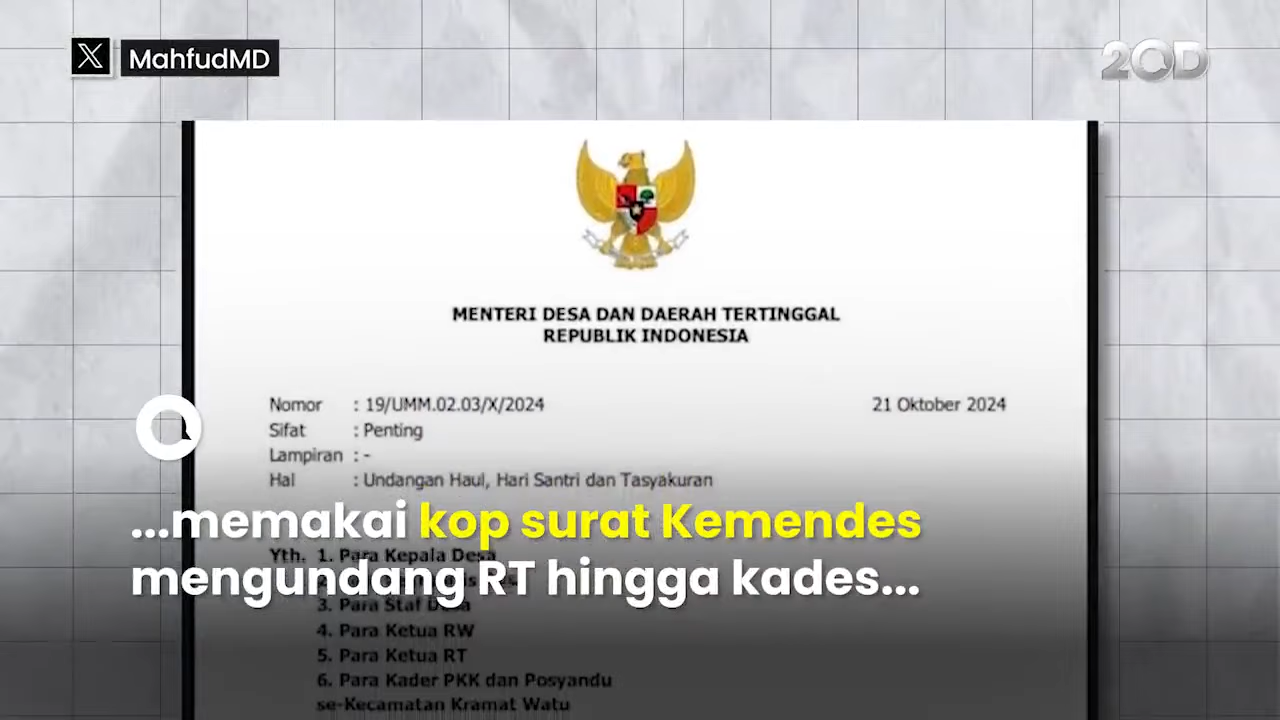 X MahfudMD
20D
MENTERI DESA DAN DAERAH TERTINGGAL
REPUBLIK INDONESIA
Nomor : 19/UMM.02.03/X/2024 21 Oktober 2024
Sifat : Penting
Lampiran : -
Hal : Undangan Haul, Hari Santri dan Tasyakuran
...memakai kop surat Kemendes
mengundang RT hingga kades...
Yth. 1. Para Kepala Desa
3. Para Staf Desa
4. Para Ketua RW
5. Para Ketua RT
6. Para Kader PKK dan Posyandu
se-Kecamatan Kramat Watu